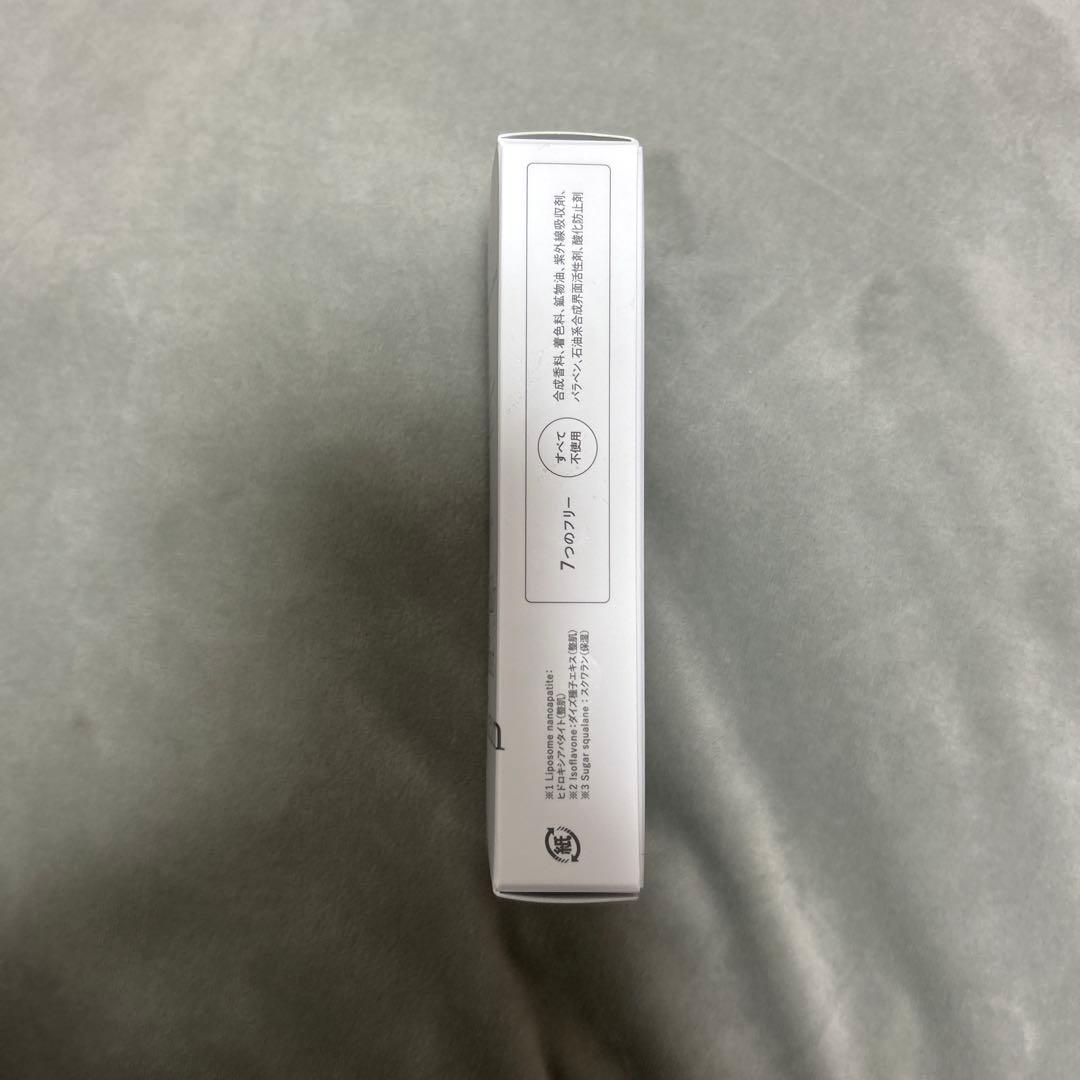 ※1 Liposome nanoapatite:
ヒドロキシアパタイト(整肌)
※2 Isoflavone:ダイズ種子エキス(整肌)
※3 Sugar squalane:スクワラン(保湿)
紙
7つのフリー
すべて
不使用
合成香料、着色料、鉱物油、紫外線吸収剤、
パラベン、石油系合成界面活性剤、酸化防止剤